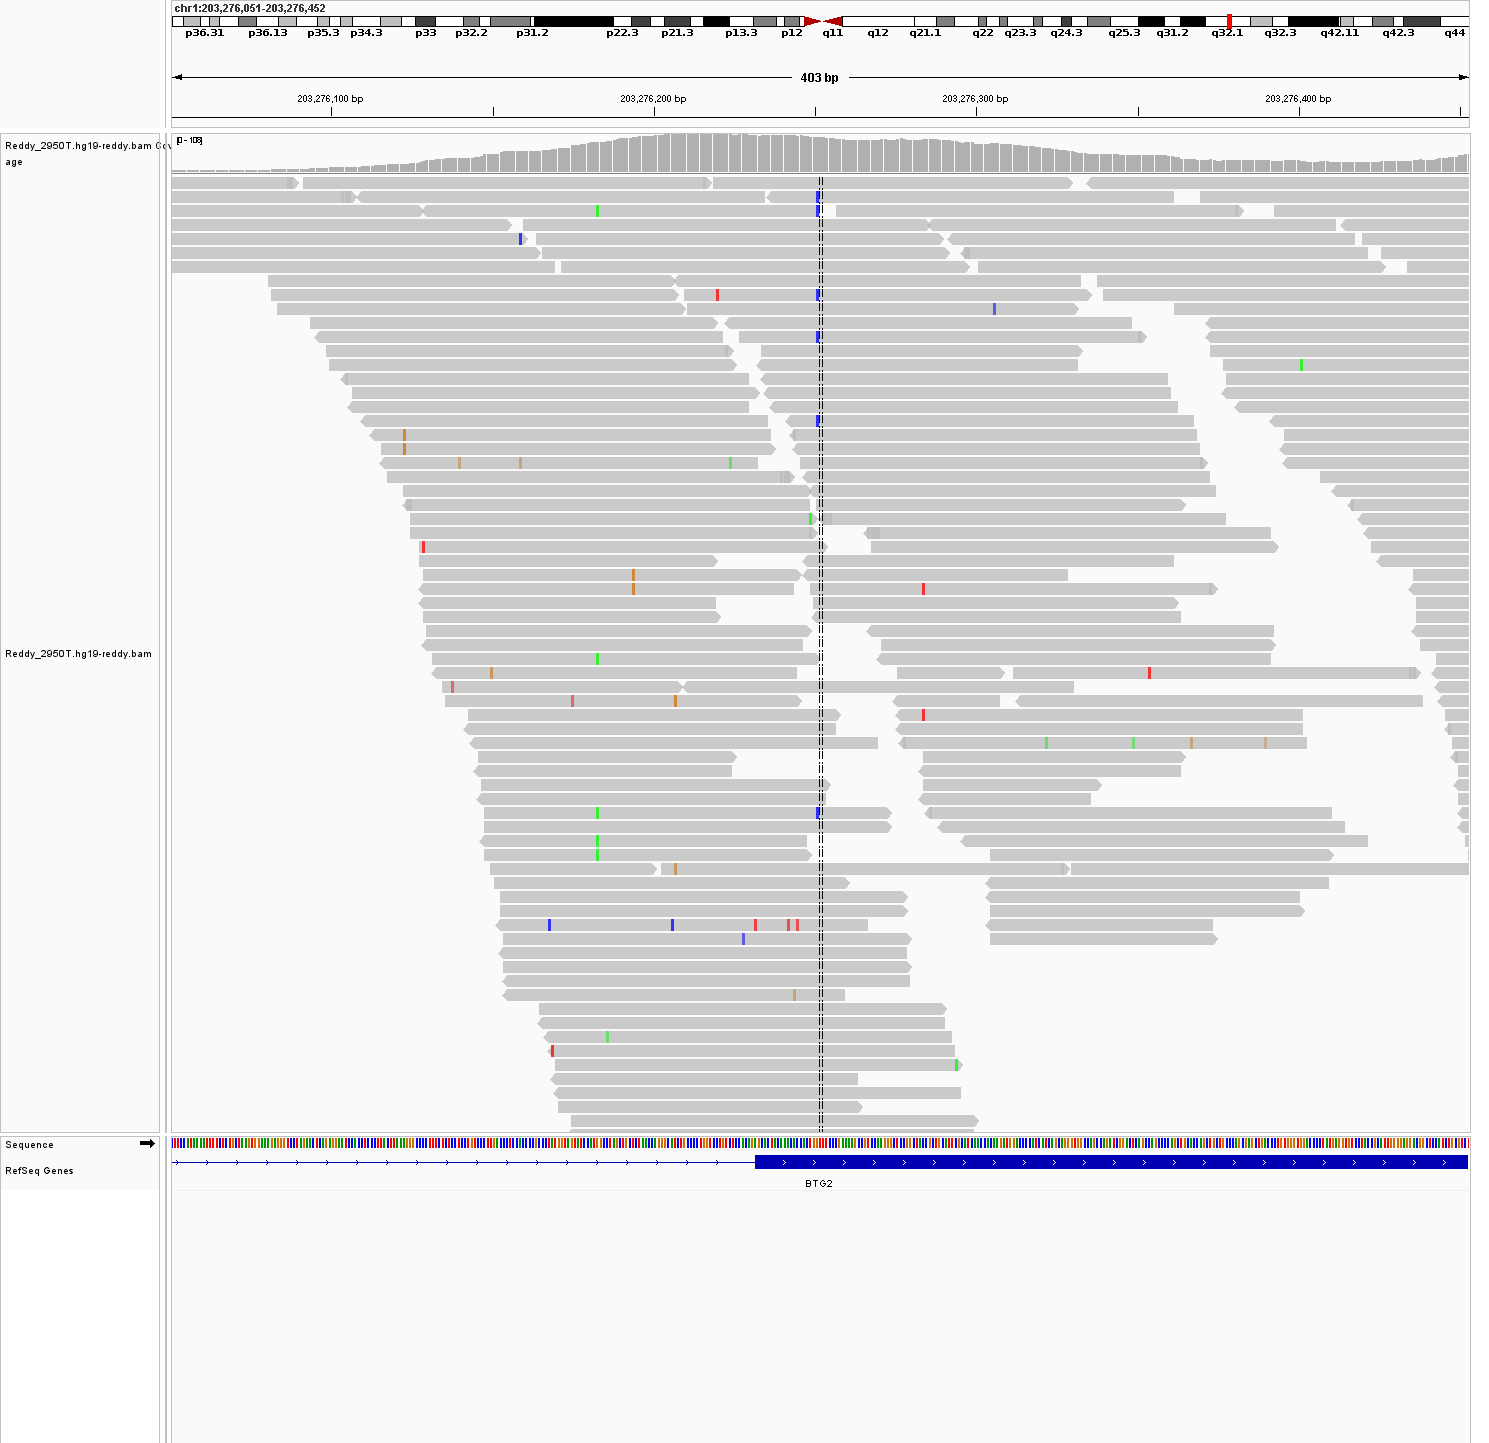 chr1:203,276,051-203,276,452
p36.31 p36.13 p35.3 p34.3 p33 p32.2 p31.2 p22.3 p21.3 p13.3 p12 q11 q12 q21.1 q22 q23.3 q24.3 q25.3 q31.2 q32.1 q32.3 q42.11 q42.3 q44
403 bp
203,276,100 bp 203,276,200 bp 203,276,300 bp 203,276,400 bp
Reddy_2950T.hg19-reddy.bam Cov
age
[0 - 108]
Reddy_2950T.hg19-reddy.bam
Sequence
RefSeq Genes
BTG2